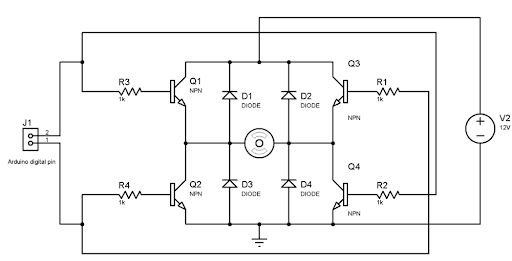 R3
1k
Q1
NPN
D1
DIODE
D2
DIODE
Q3
NPN
R1
1k
J1
2
1
Arduino digital pin
V2
12V
R4
1k
Q2
NPN
D3
DIODE
D4
DIODE
Q4
NPN
R2
1k